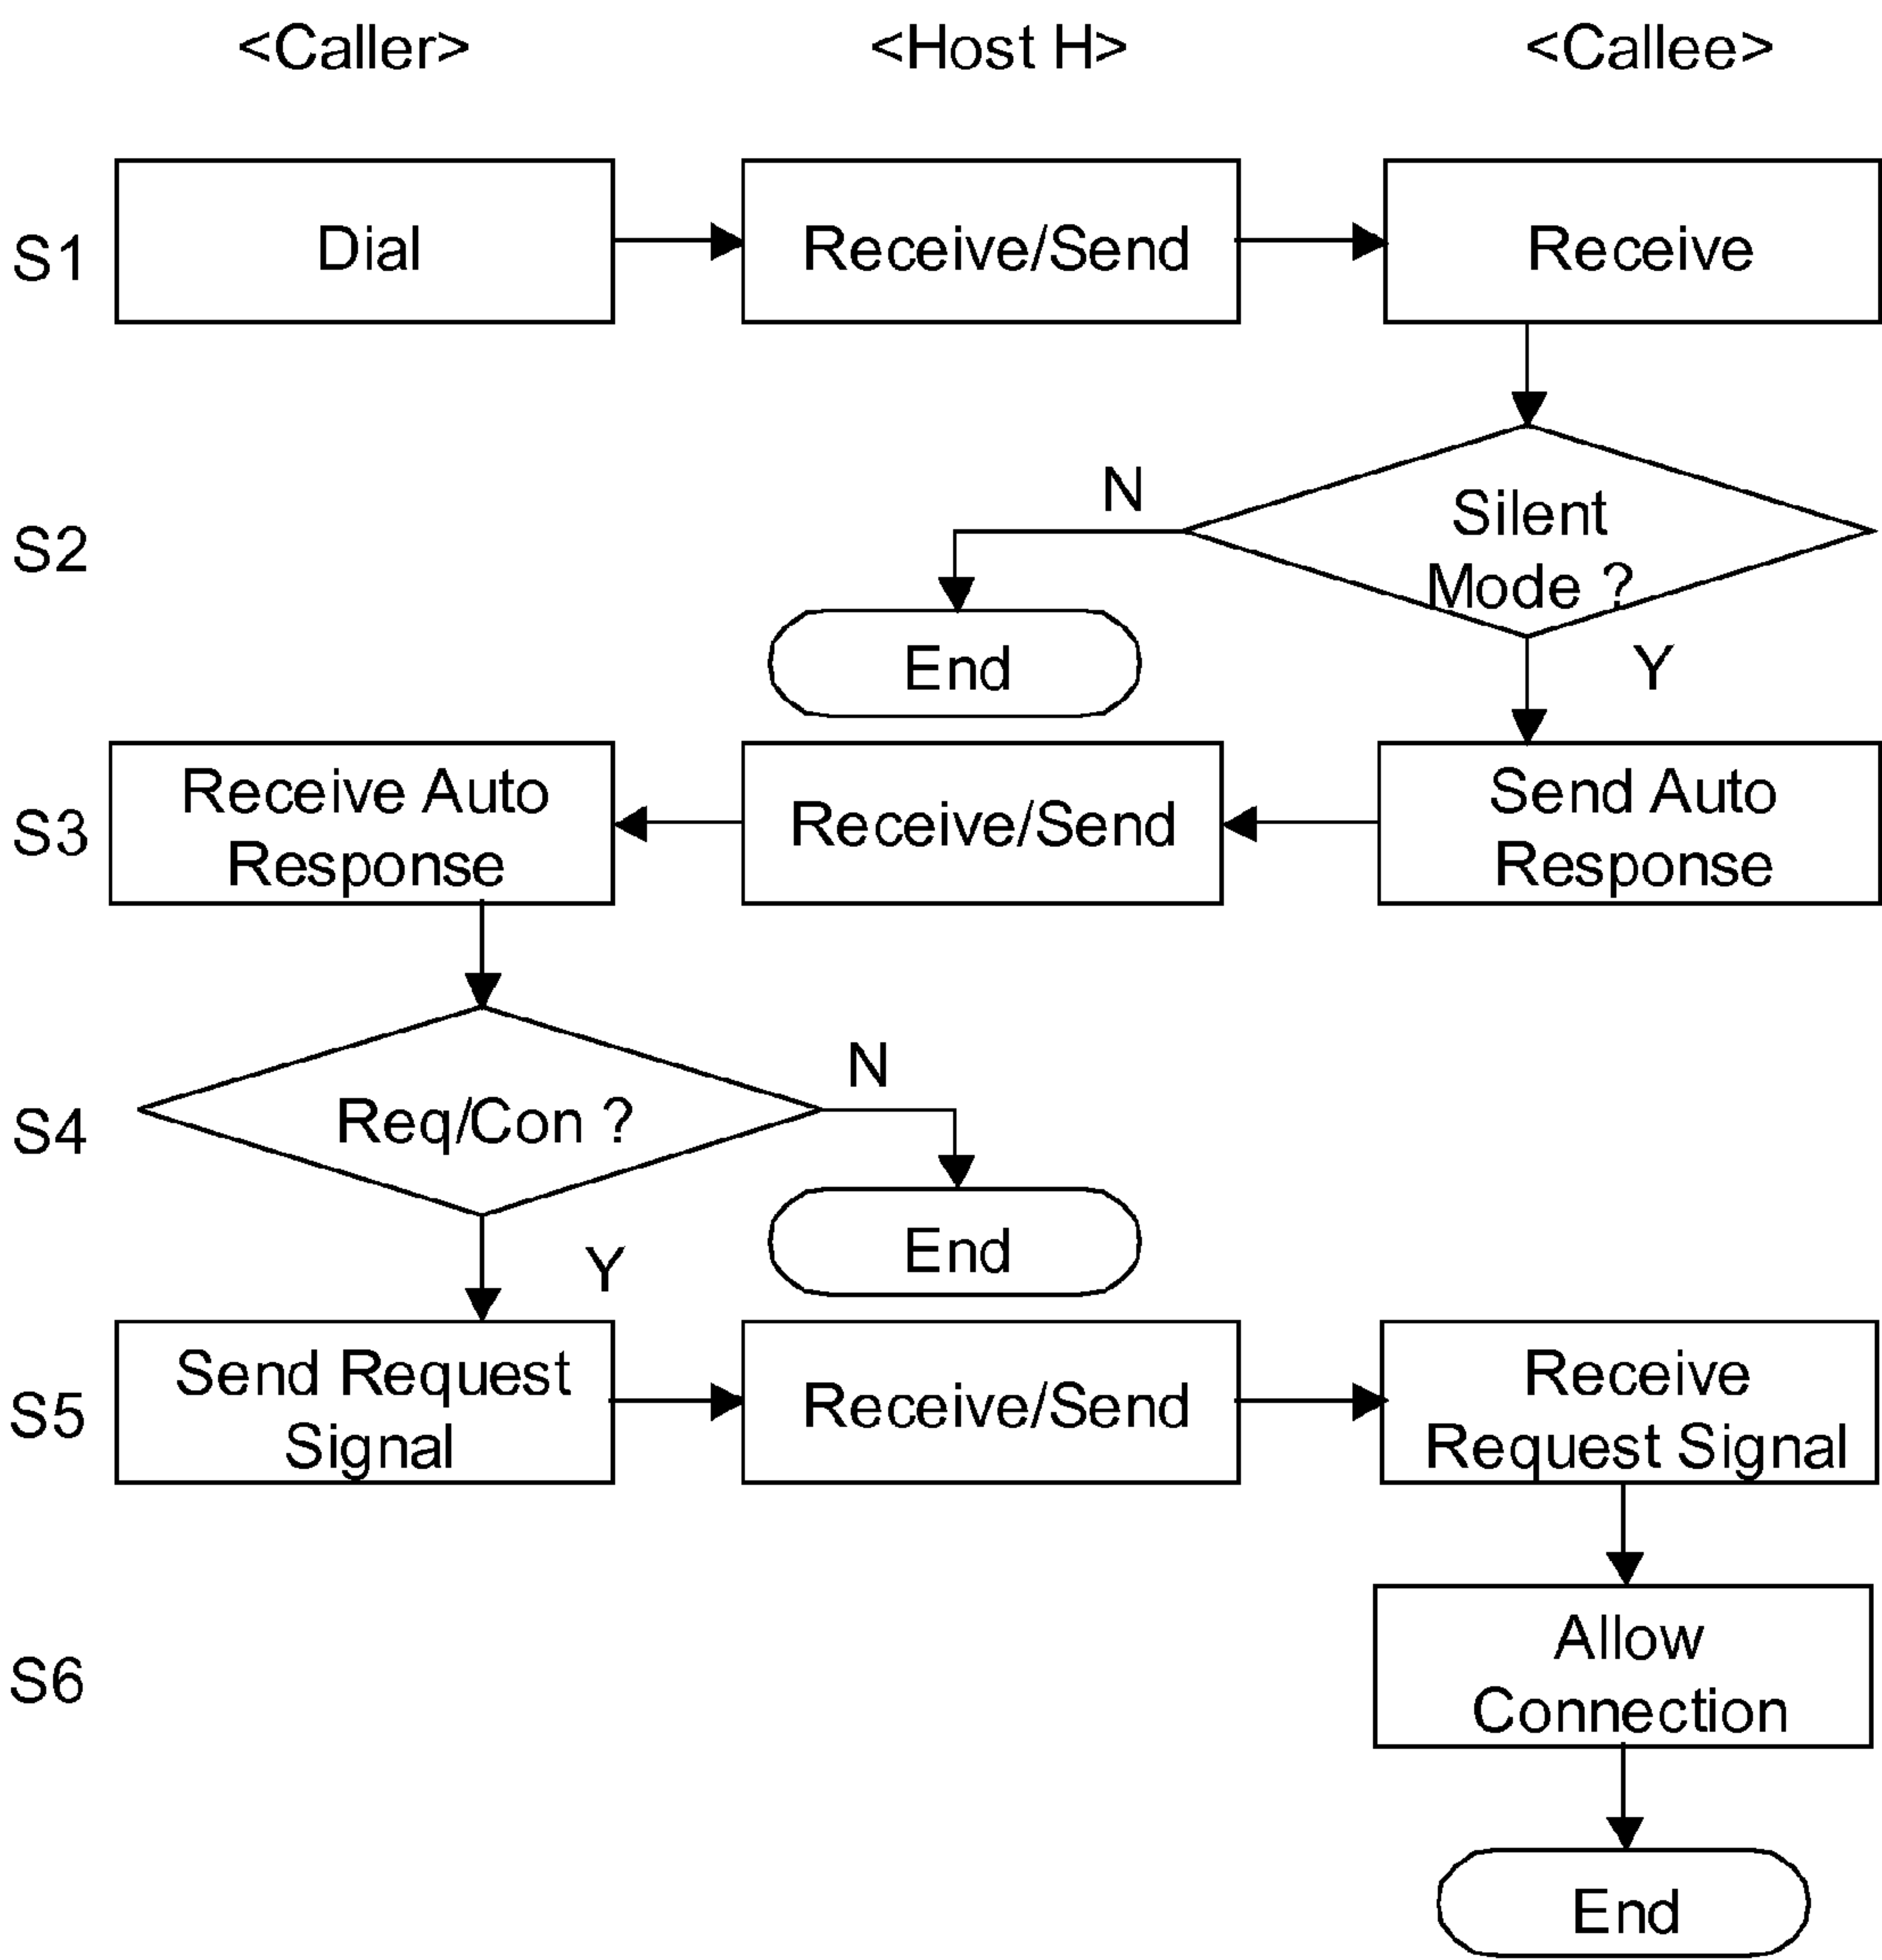 <Caller>
<Host H>
<Callee>
S1
Dial
Receive/Send
Receive
S2
N
Silent
Mode ?
End
Y
S3
Receive Auto
Response
Receive/Send
Send Auto
Response
S4
Req/Con ?
N
End
Y
S5
Send Request
Signal
Receive/Send
Receive
Request Signal
S6
Allow
Connection
End